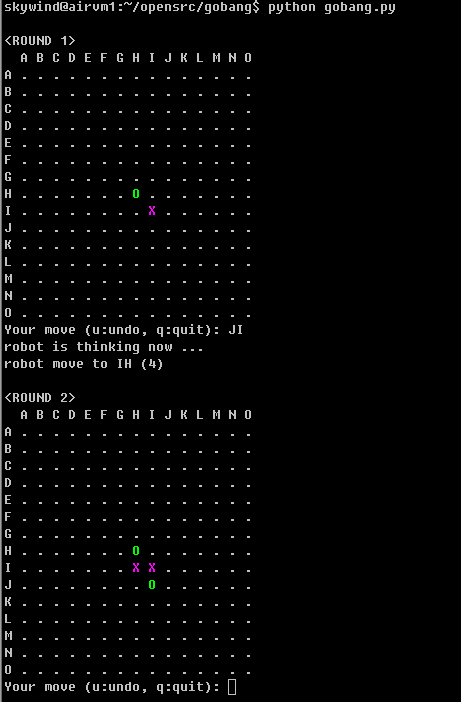 skywind@airvm1:~/opensrc/gobang$ python gobang.py
<ROUND 1>
  A B C D E F G H I J K L M N O
A . . . . . . . . . . . . . . .
B . . . . . . . . . . . . . . .
C . . . . . . . . . . . . . . .
D . . . . . . . . . . . . . . .
E . . . . . . . . . . . . . . .
F . . . . . . . . . . . . . . .
G . . . . . . . . . . . . . . .
H . . . . . . . O . . . . . . .
I . . . . . . . . X . . . . . .
J . . . . . . . . . . . . . . .
K . . . . . . . . . . . . . . .
L . . . . . . . . . . . . . . .
M . . . . . . . . . . . . . . .
N . . . . . . . . . . . . . . .
O . . . . . . . . . . . . . . .
Your move (u:undo, q:quit): JI
robot is thinking now ...
robot move to IH (4)
<ROUND 2>
  A B C D E F G H I J K L M N O
A . . . . . . . . . . . . . . .
B . . . . . . . . . . . . . . .
C . . . . . . . . . . . . . . .
D . . . . . . . . . . . . . . .
E . . . . . . . . . . . . . . .
F . . . . . . . . . . . . . . .
G . . . . . . . . . . . . . . .
H . . . . . . . O . . . . . . .
I . . . . . . . X X . . . . . .
J . . . . . . . . O . . . . . .
K . . . . . . . . . . . . . . .
L . . . . . . . . . . . . . . .
M . . . . . . . . . . . . . . .
N . . . . . . . . . . . . . . .
O . . . . . . . . . . . . . . .
Your move (u:undo, q:quit):